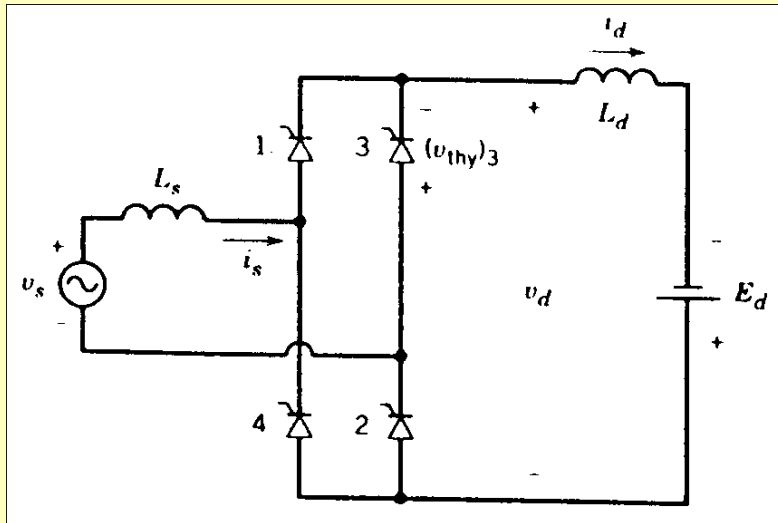 i_d
+
L_d
1
3
−
(v_thy)_3
+
L_s
+
i_s
v_s
−
v_d
−
E_d
+
4
2
−